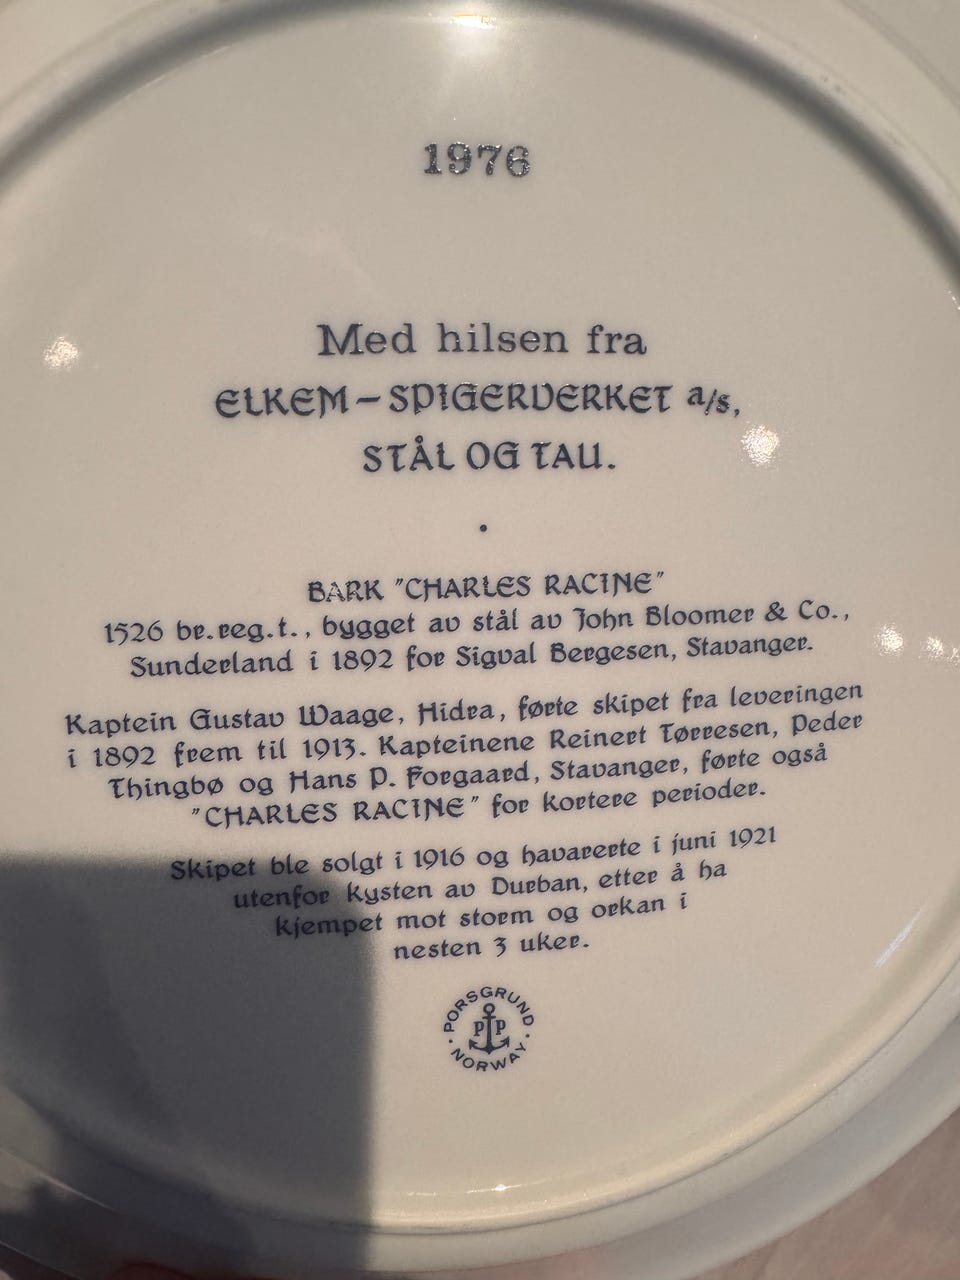 1976
Med hilsen fra
ELKEM-SPIGERVERKET a/s,
STÅL OG TAU.
BARK "CHARLES RACINE"
1526 br.reg.t., bygget av stål av John Bloomer & Co.,
Sunderland i 1892 for Sigval Bergesen, Stavanger.
Kaptein Gustav Waage, Hidra, førte skipet fra leveringen
i 1892 frem til 1913. Kapteinene Reinert Tørresen, Peder
Thingbø og Hans P. Forgaard, Stavanger, førte også
"CHARLES RACINE" for kortere perioder.
Skipet ble solgt i 1916 og havarerte i juni 1921
utenfor kysten av Durban, etter å ha
kjempet mot storm og orkan i
nesten 3 uker.
PORSGRUND
PP
NORWAY